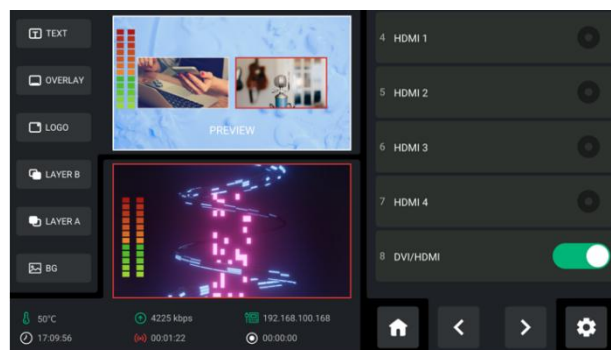 TEXT
OVERLAY
LOGO
LAYER B
LAYER A
BG
PREVIEW
50°C
4225 kbps
192.168.100.168
17:09:56
00:01:22
00:00:00
4 HDMI 1
5 HDMI 2
6 HDMI 3
7 HDMI 4
8 DVI/HDMI